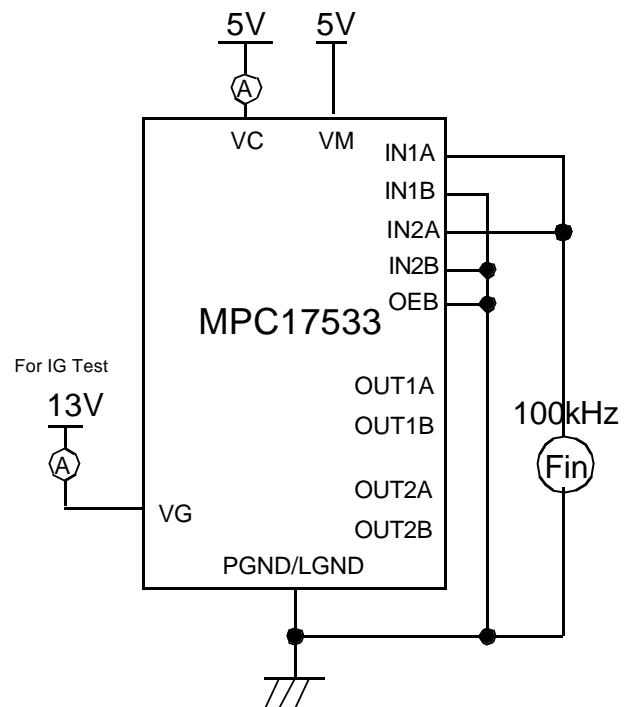 5V 5V
A
VC VM
IN1A
IN1B
IN2A
IN2B
OEB
MPC17533
For IG Test
13V
A
OUT1A
OUT1B
100kHz
Fin
OUT2A
OUT2B
VG
PGND/LGND